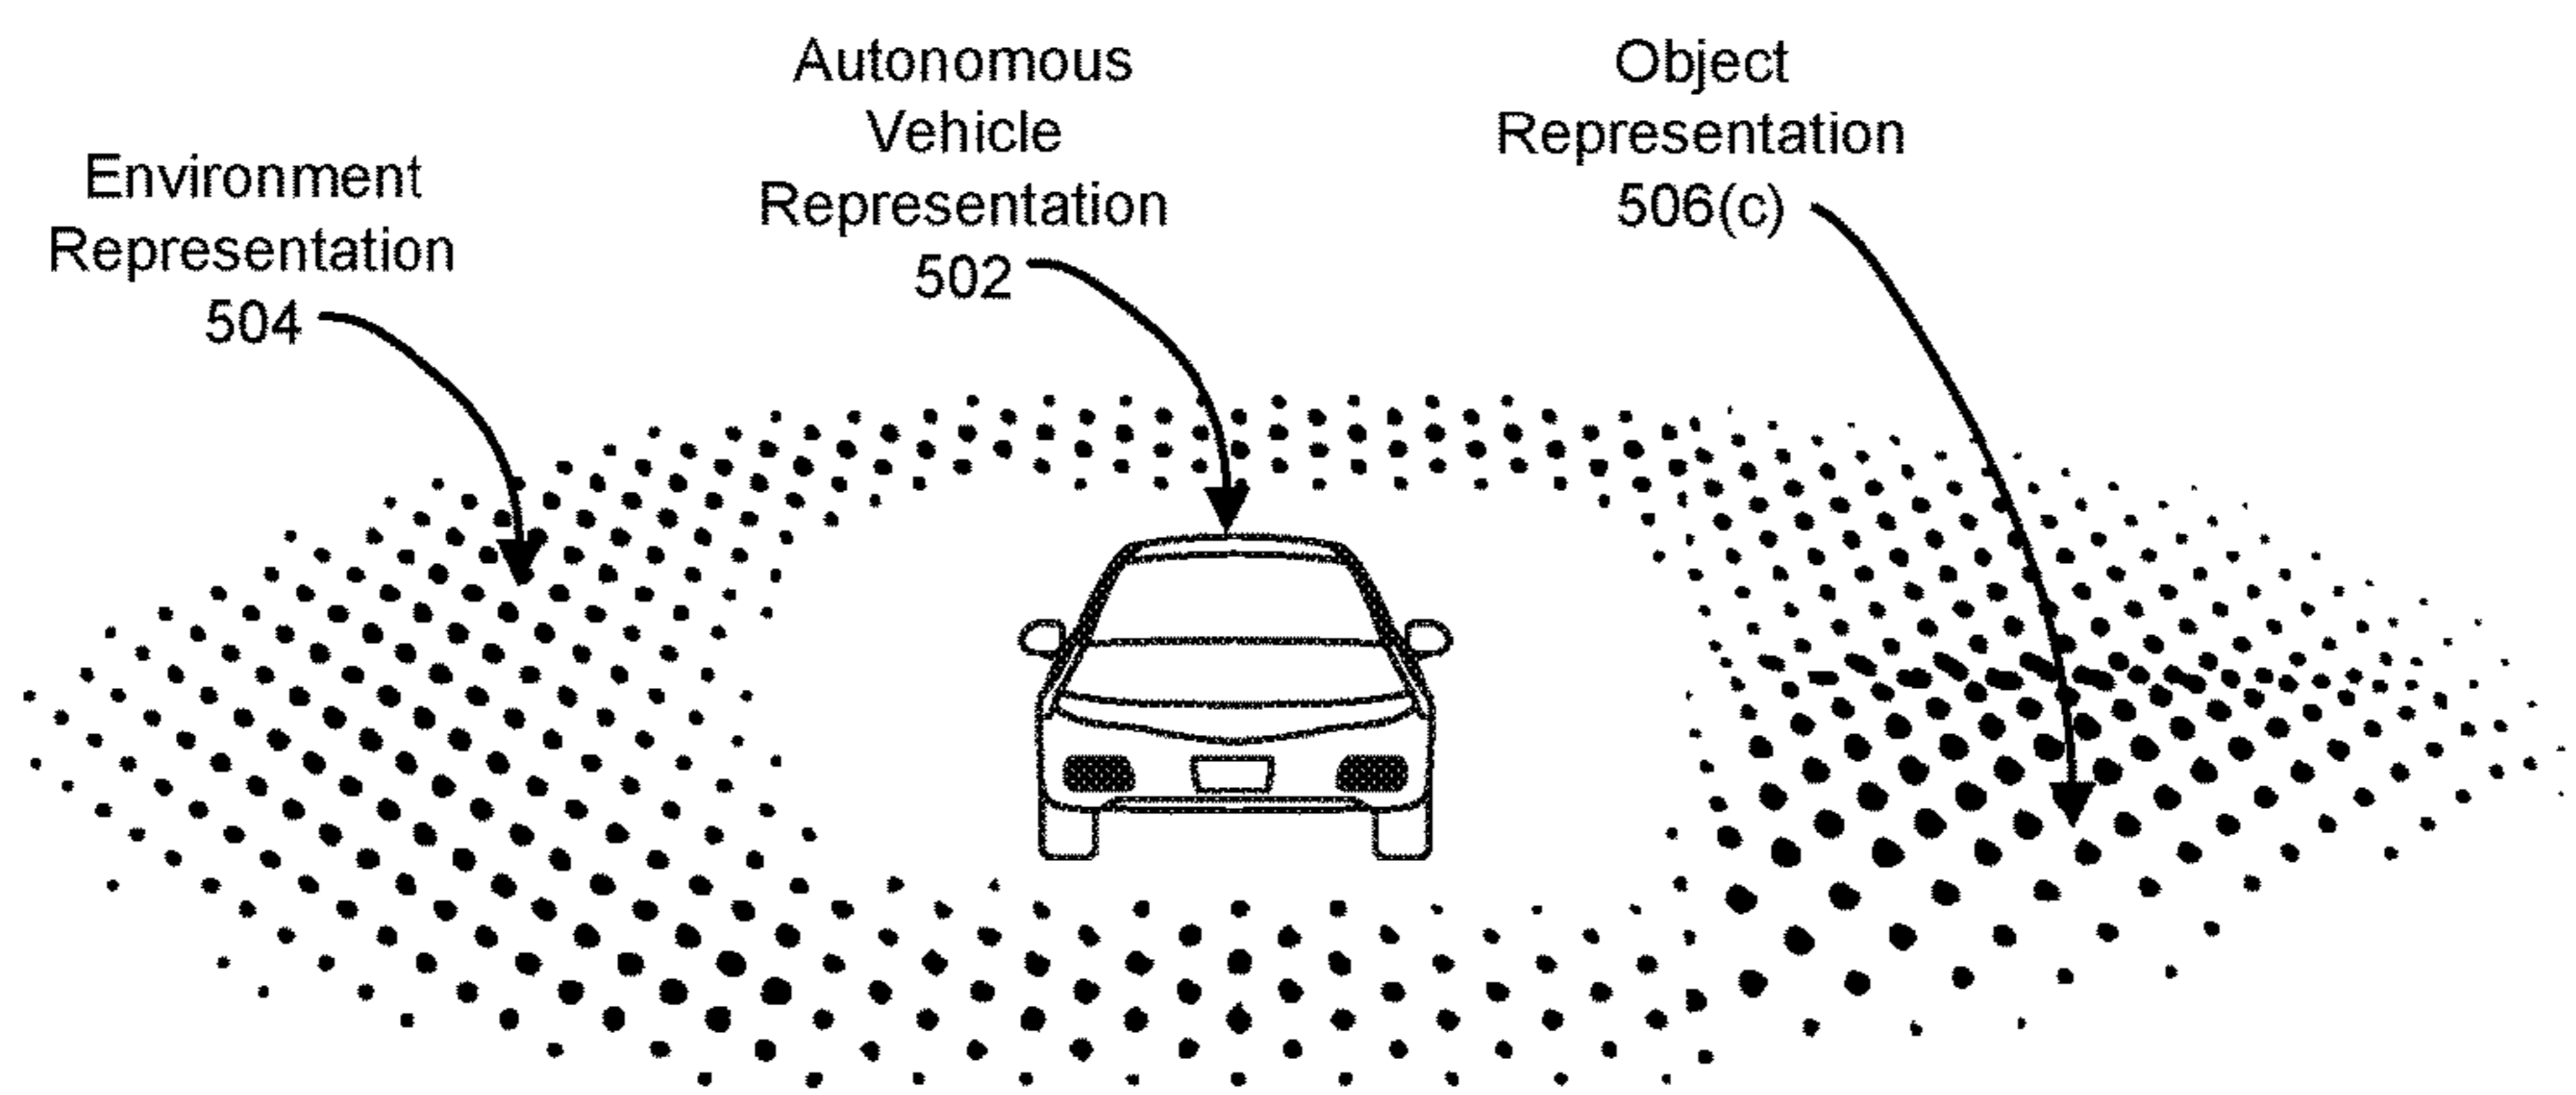 Environment
Representation
504
Autonomous
Vehicle
Representation
502
Object
Representation
506(c)